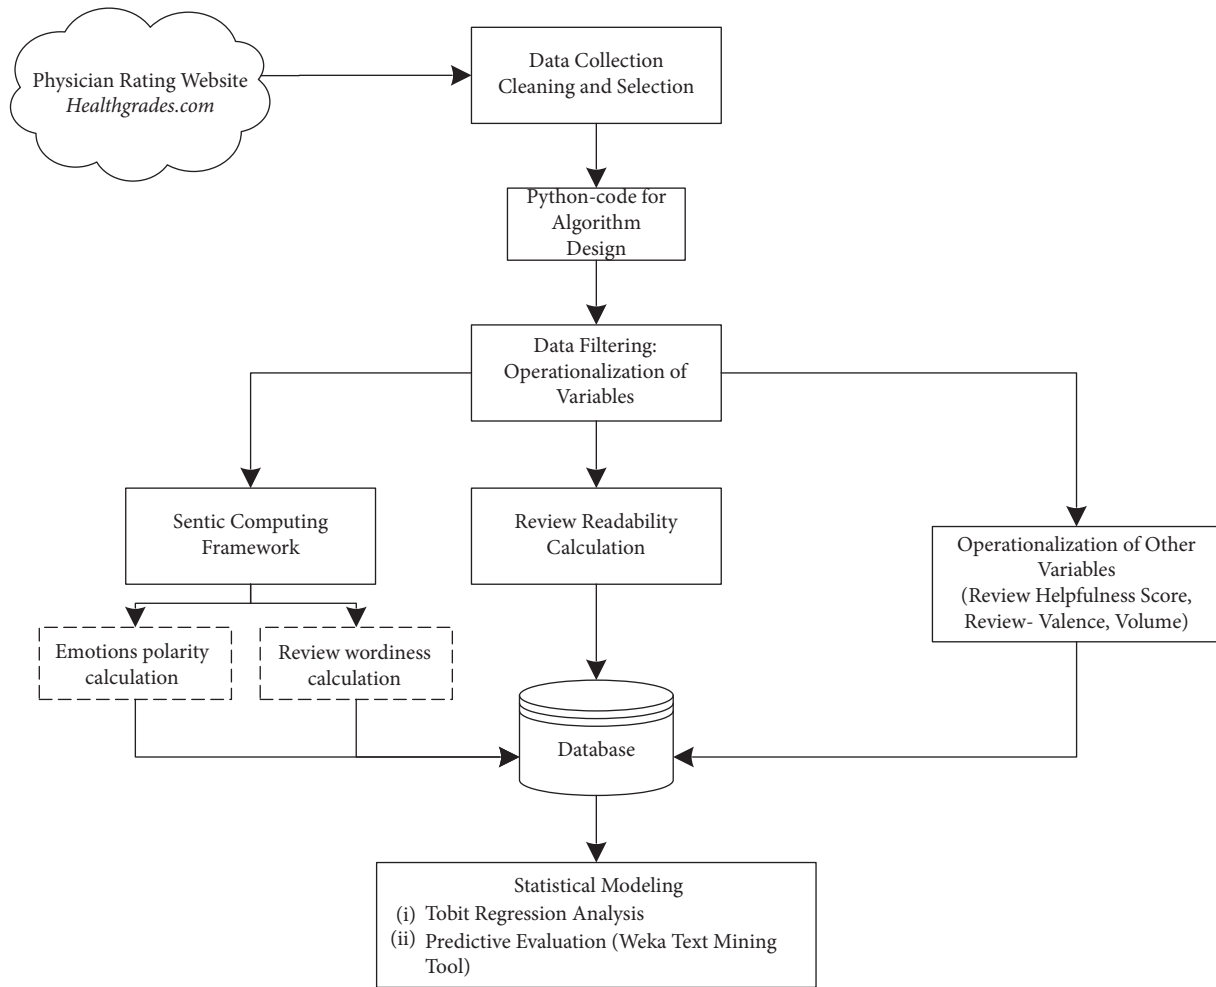 Physician Rating Website
Healthgrades.com
Data Collection
Cleaning and Selection
Python-code for
Algorithm
Design
Data Filtering:
Operationalization of
Variables
Sentic Computing
Framework
Review Readability
Calculation
Operationalization of Other
Variables
(Review Helpfulness Score,
Review- Valence, Volume)
Emotions polarity
calculation
Review wordiness
calculation
Database
Statistical Modeling
(i) Tobit Regression Analysis
(ii) Predictive Evaluation (Weka Text Mining
Tool)